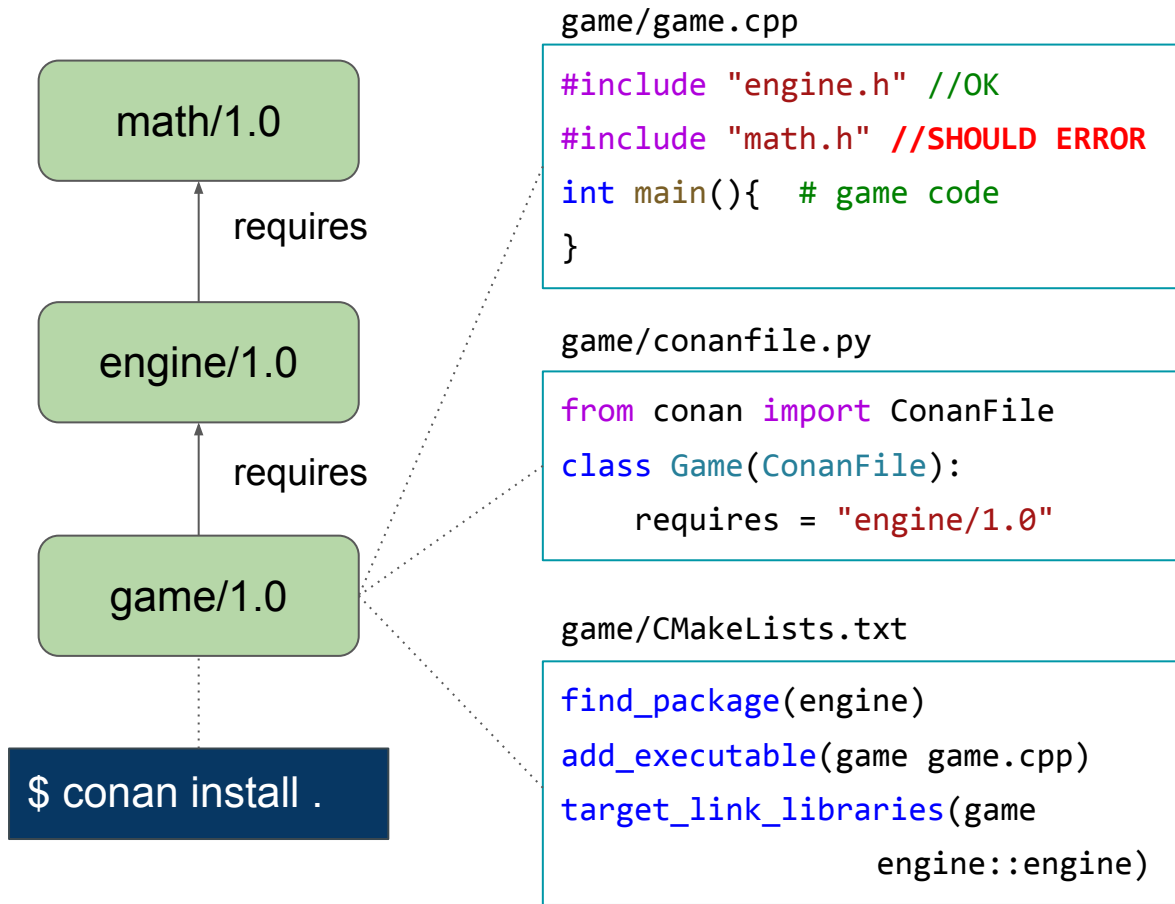 math/1.0
requires
engine/1.0
requires
game/1.0
$ conan install .
game/game.cpp
#include "engine.h" //OK
#include "math.h" //SHOULD ERROR
int main(){  # game code
}
game/conanfile.py
from conan import ConanFile
class Game(ConanFile):
    requires = "engine/1.0"
game/CMakeLists.txt
find_package(engine)
add_executable(game game.cpp)
target_link_libraries(game
                 engine::engine)